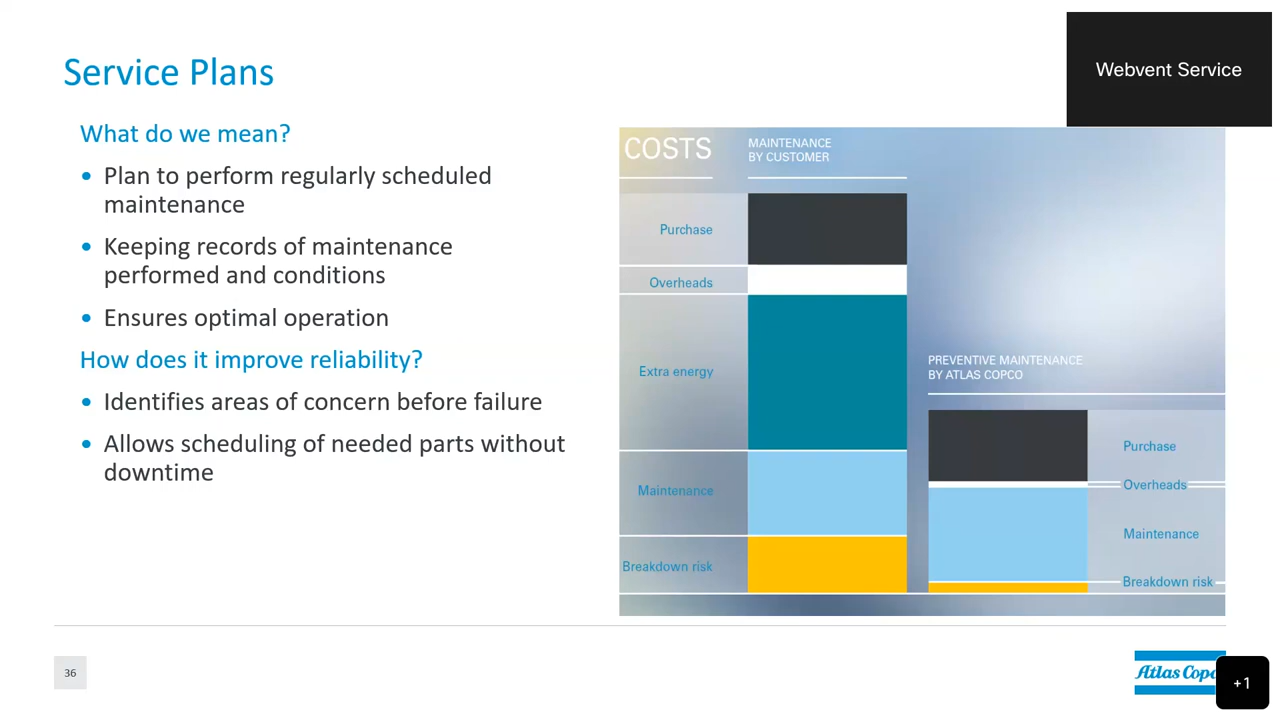 Service Plans
Webvent Service
What do we mean?
• Plan to perform regularly scheduled
maintenance
• Keeping records of maintenance
performed and conditions
• Ensures optimal operation
How does it improve reliability?
• Identifies areas of concern before failure
• Allows scheduling of needed parts without
downtime
COSTS
MAINTENANCE
BY CUSTOMER
Purchase
Overheads
Extra energy
Maintenance
Breakdown risk
PREVENTIVE MAINTENANCE
BY ATLAS COPCO
Purchase
Overheads
Maintenance
Breakdown risk
36
Atlas Copc
+1